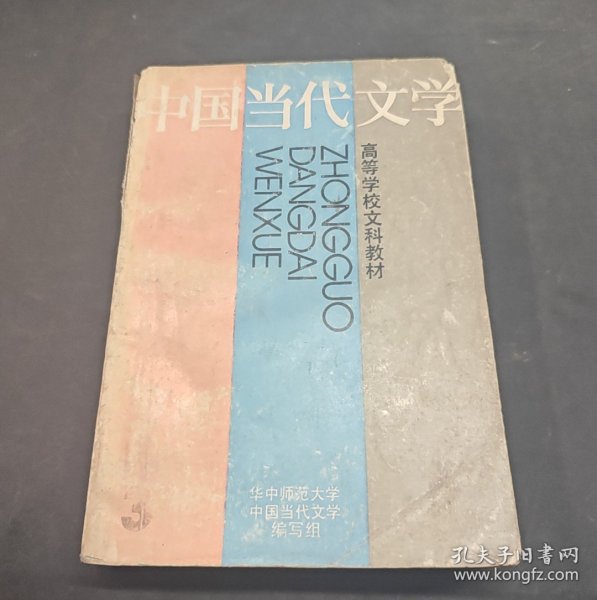 中国当代文学
高等学校文科教材
ZHONGGUO
DANGDAI
WENXUE
华中师范大学
中国当代文学
编写组
3
孔夫子旧书网
www.kongfz.com